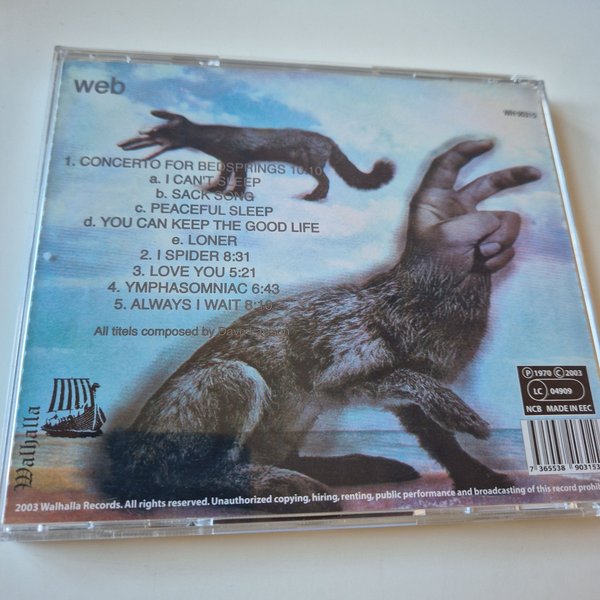 web
WH 90315
1. CONCERTO FOR BEDSPRINGS 10:10
a. I CAN'T SLEEP
b. SACK SONG
c. PEACEFUL SLEEP
d. YOU CAN KEEP THE GOOD LIFE
e. LONER
2. I SPIDER 8:31
3. LOVE YOU 5:21
4. YMPHASOMNIAC 6:43
5. ALWAYS I WAIT 8:10
All titels composed by Dave
Walhalla
P 1970 C 2003
LC 04909
NCB MADE IN EEC
7 365538 903153
2003 Walhalla Records. All rights reserved. Unauthorized copying, hiring, renting, public performance and broadcasting of this record prohib